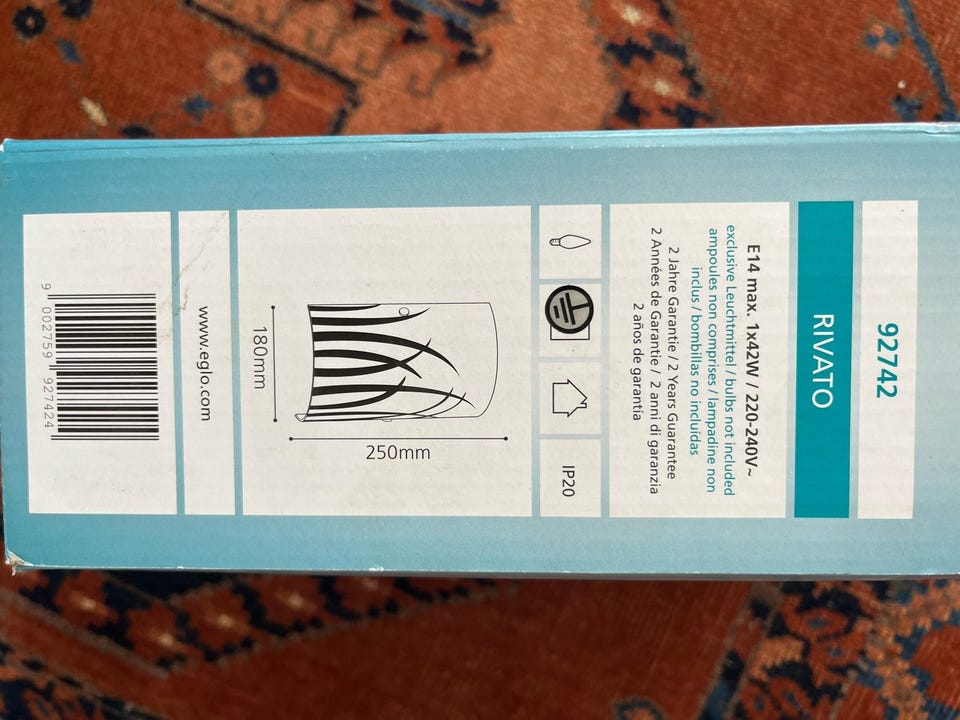 92742
RIVATO
E14 max. 1x42W / 220-240V~
exclusive Leuchtmittel / bulbs not included
ampoules non comprises / lampadine non
inclus / bombillas no incluidas
2 Jahre Garantie / 2 Years Guarantee
2 Années de Garantie / 2 anni di garanzia
2 años de garantia
IP20
250mm
180mm
www.eglo.com
9 002759 927424